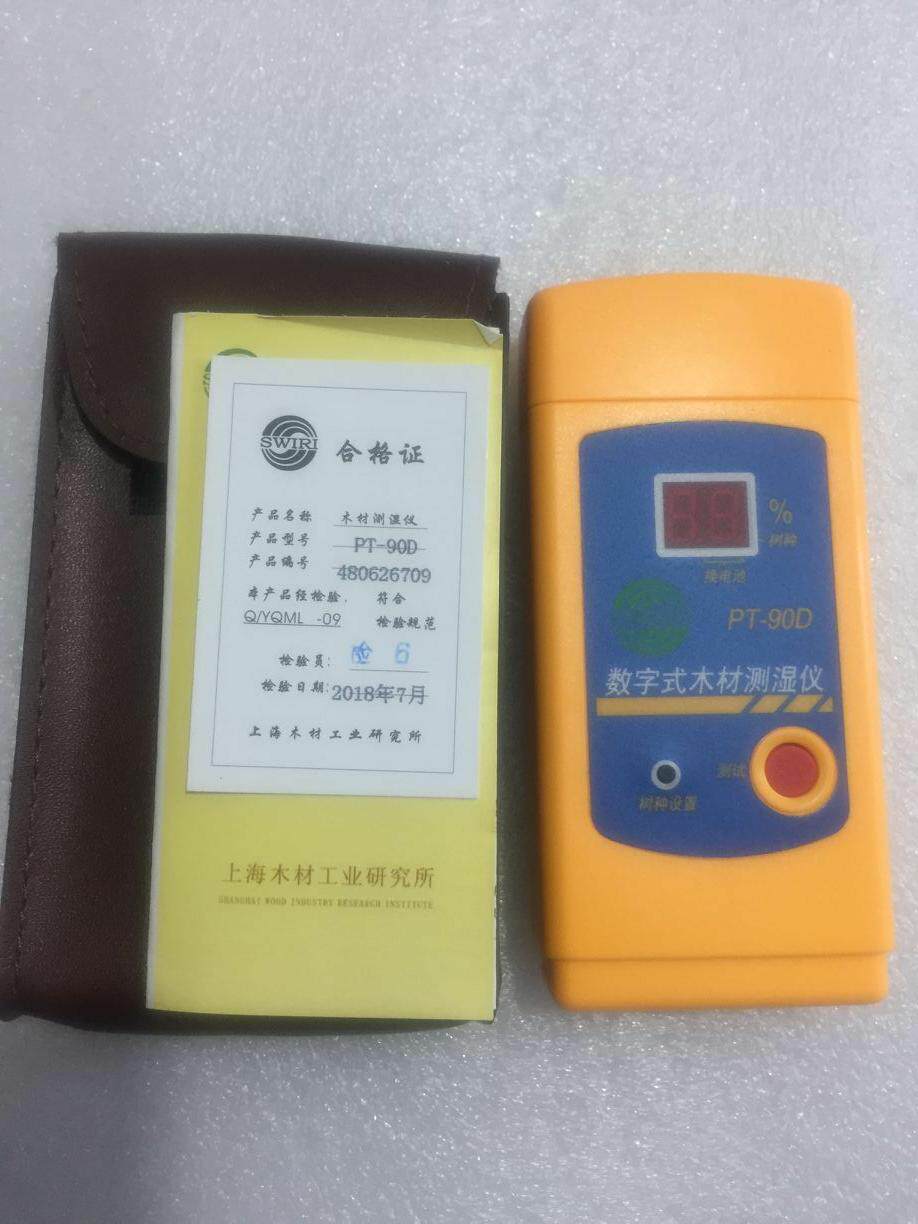 SWIRI
合格证
产品名称 木材测湿仪
产品型号 PT-90D
产品编号 480626709
本产品经检验, 符合
Q/YQML -09 检验规范
检验员: 检 6
检验日期: 2018年7月
上海木材工业研究所
上海木材工业研究所
SHANGHAI WOOD INDUSTRY RESEARCH INSTITUTE
%
树种
换电池
PT-90D
数字式木材测湿仪
测试
树种设置